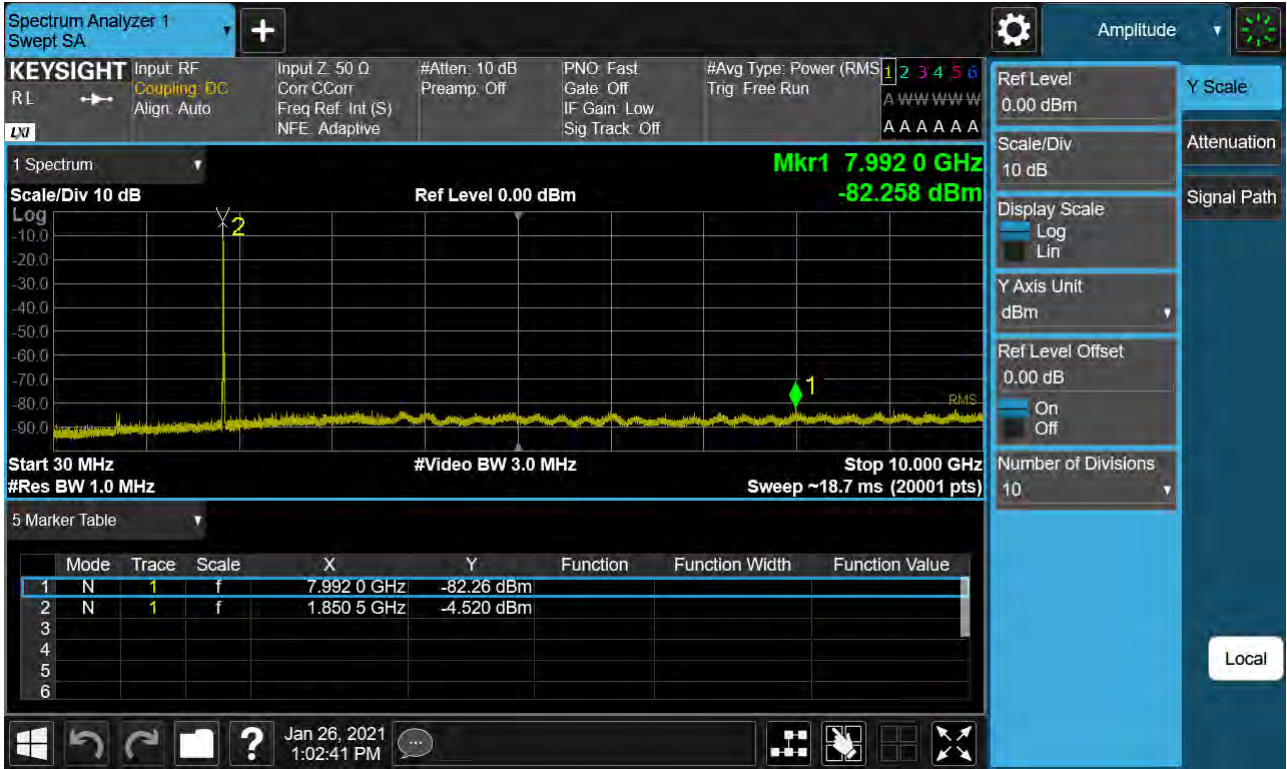 Spectrum Analyzer 1
Swept SA
Amplitude
KEYSIGHT
R L
LXI
Input: RF
Coupling: DC
Align: Auto
Input Z: 50 Ω
Corr CCorr
Freq Ref: Int (S)
NFE: Adaptive
#Atten: 10 dB
Preamp: Off
PNO: Fast
Gate: Off
IF Gain: Low
Sig Track: Off
#Avg Type: Power (RMS
Trig: Free Run
1 2 3 4 5 6
A W W W W W
A A A A A A
1 Spectrum
Mkr1 7.992 0 GHz
Scale/Div 10 dB
Ref Level 0.00 dBm
-82.258 dBm
Log
2
-10.0
-20.0
-30.0
-40.0
-50.0
-60.0
-70.0
1
-80.0
RMS
-90.0
Start 30 MHz
#Video BW 3.0 MHz
Stop 10.000 GHz
#Res BW 1.0 MHz
Sweep ~18.7 ms (20001 pts)
5 Marker Table
Mode Trace Scale X Y Function Function Width Function Value
1 N 1 f 7.992 0 GHz -82.26 dBm
2 N 1 f 1.850 5 GHz -4.520 dBm
3
4
5
6
?
Jan 26, 2021
1:02:41 PM
Ref Level
0.00 dBm
Scale/Div
10 dB
Display Scale
Log
Lin
Y Axis Unit
dBm
Ref Level Offset
0.00 dB
On
Off
Number of Divisions
10
Y Scale
Attenuation
Signal Path
Local